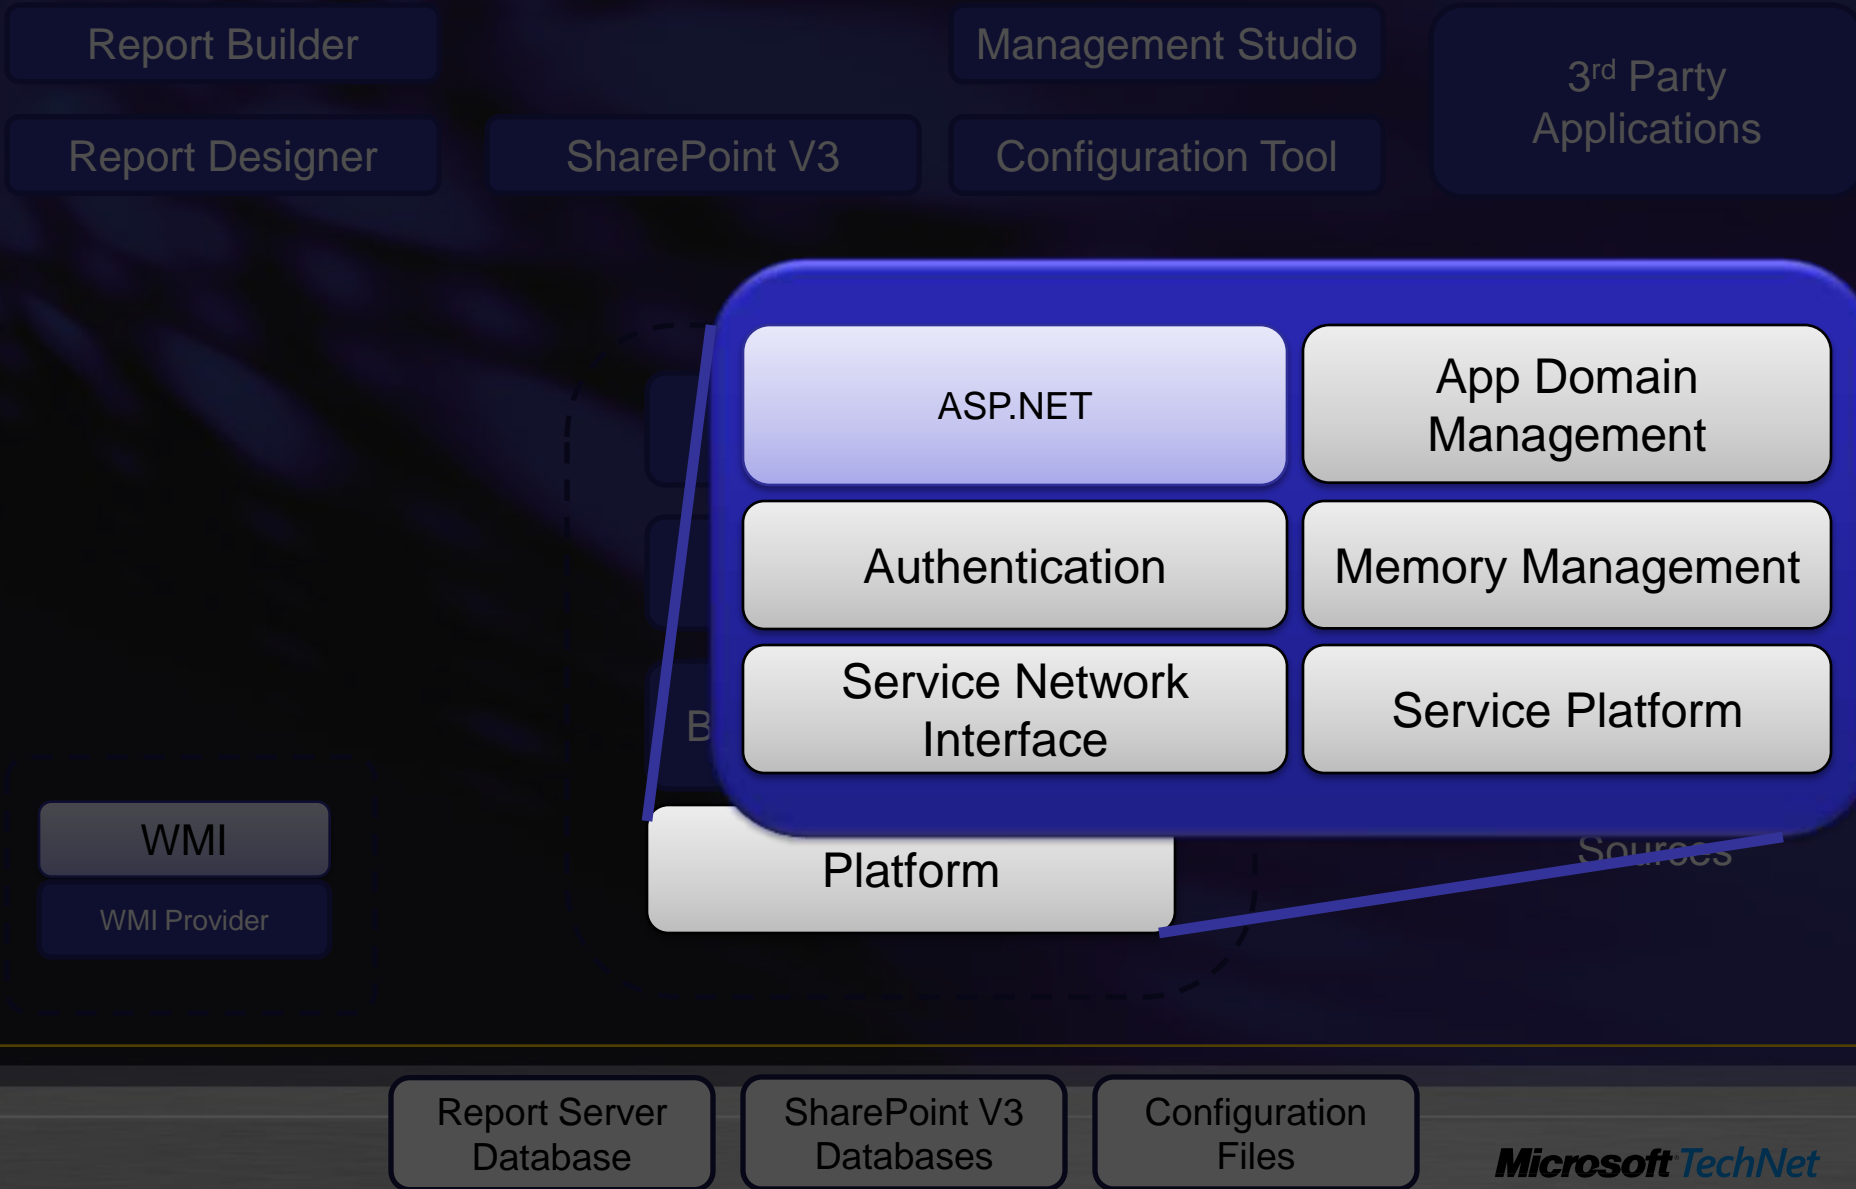 Report Builder
Management Studio
3rd Party
Applications
Report Designer
SharePoint V3
Configuration Tool
ASP.NET
App Domain
Management
Authentication
Memory Management
Service Network
Interface
Service Platform
B
WMI
Platform
Sources
WMI Provider
Report Server
Database
SharePoint V3
Databases
Configuration
Files
Microsoft TechNet